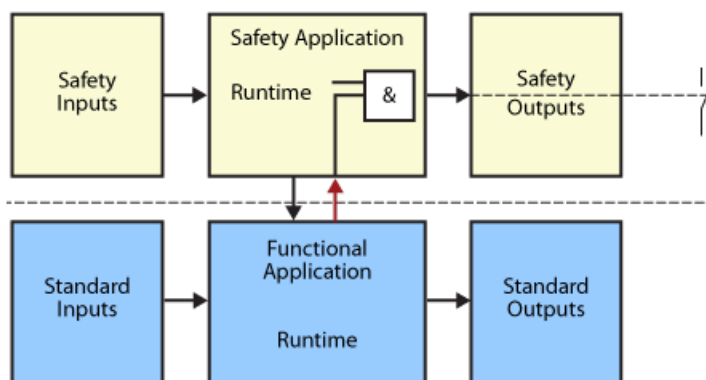 Safety
Inputs
Safety Application
Runtime
&
Safety
Outputs
Standard
Inputs
Functional
Application
Runtime
Standard
Outputs